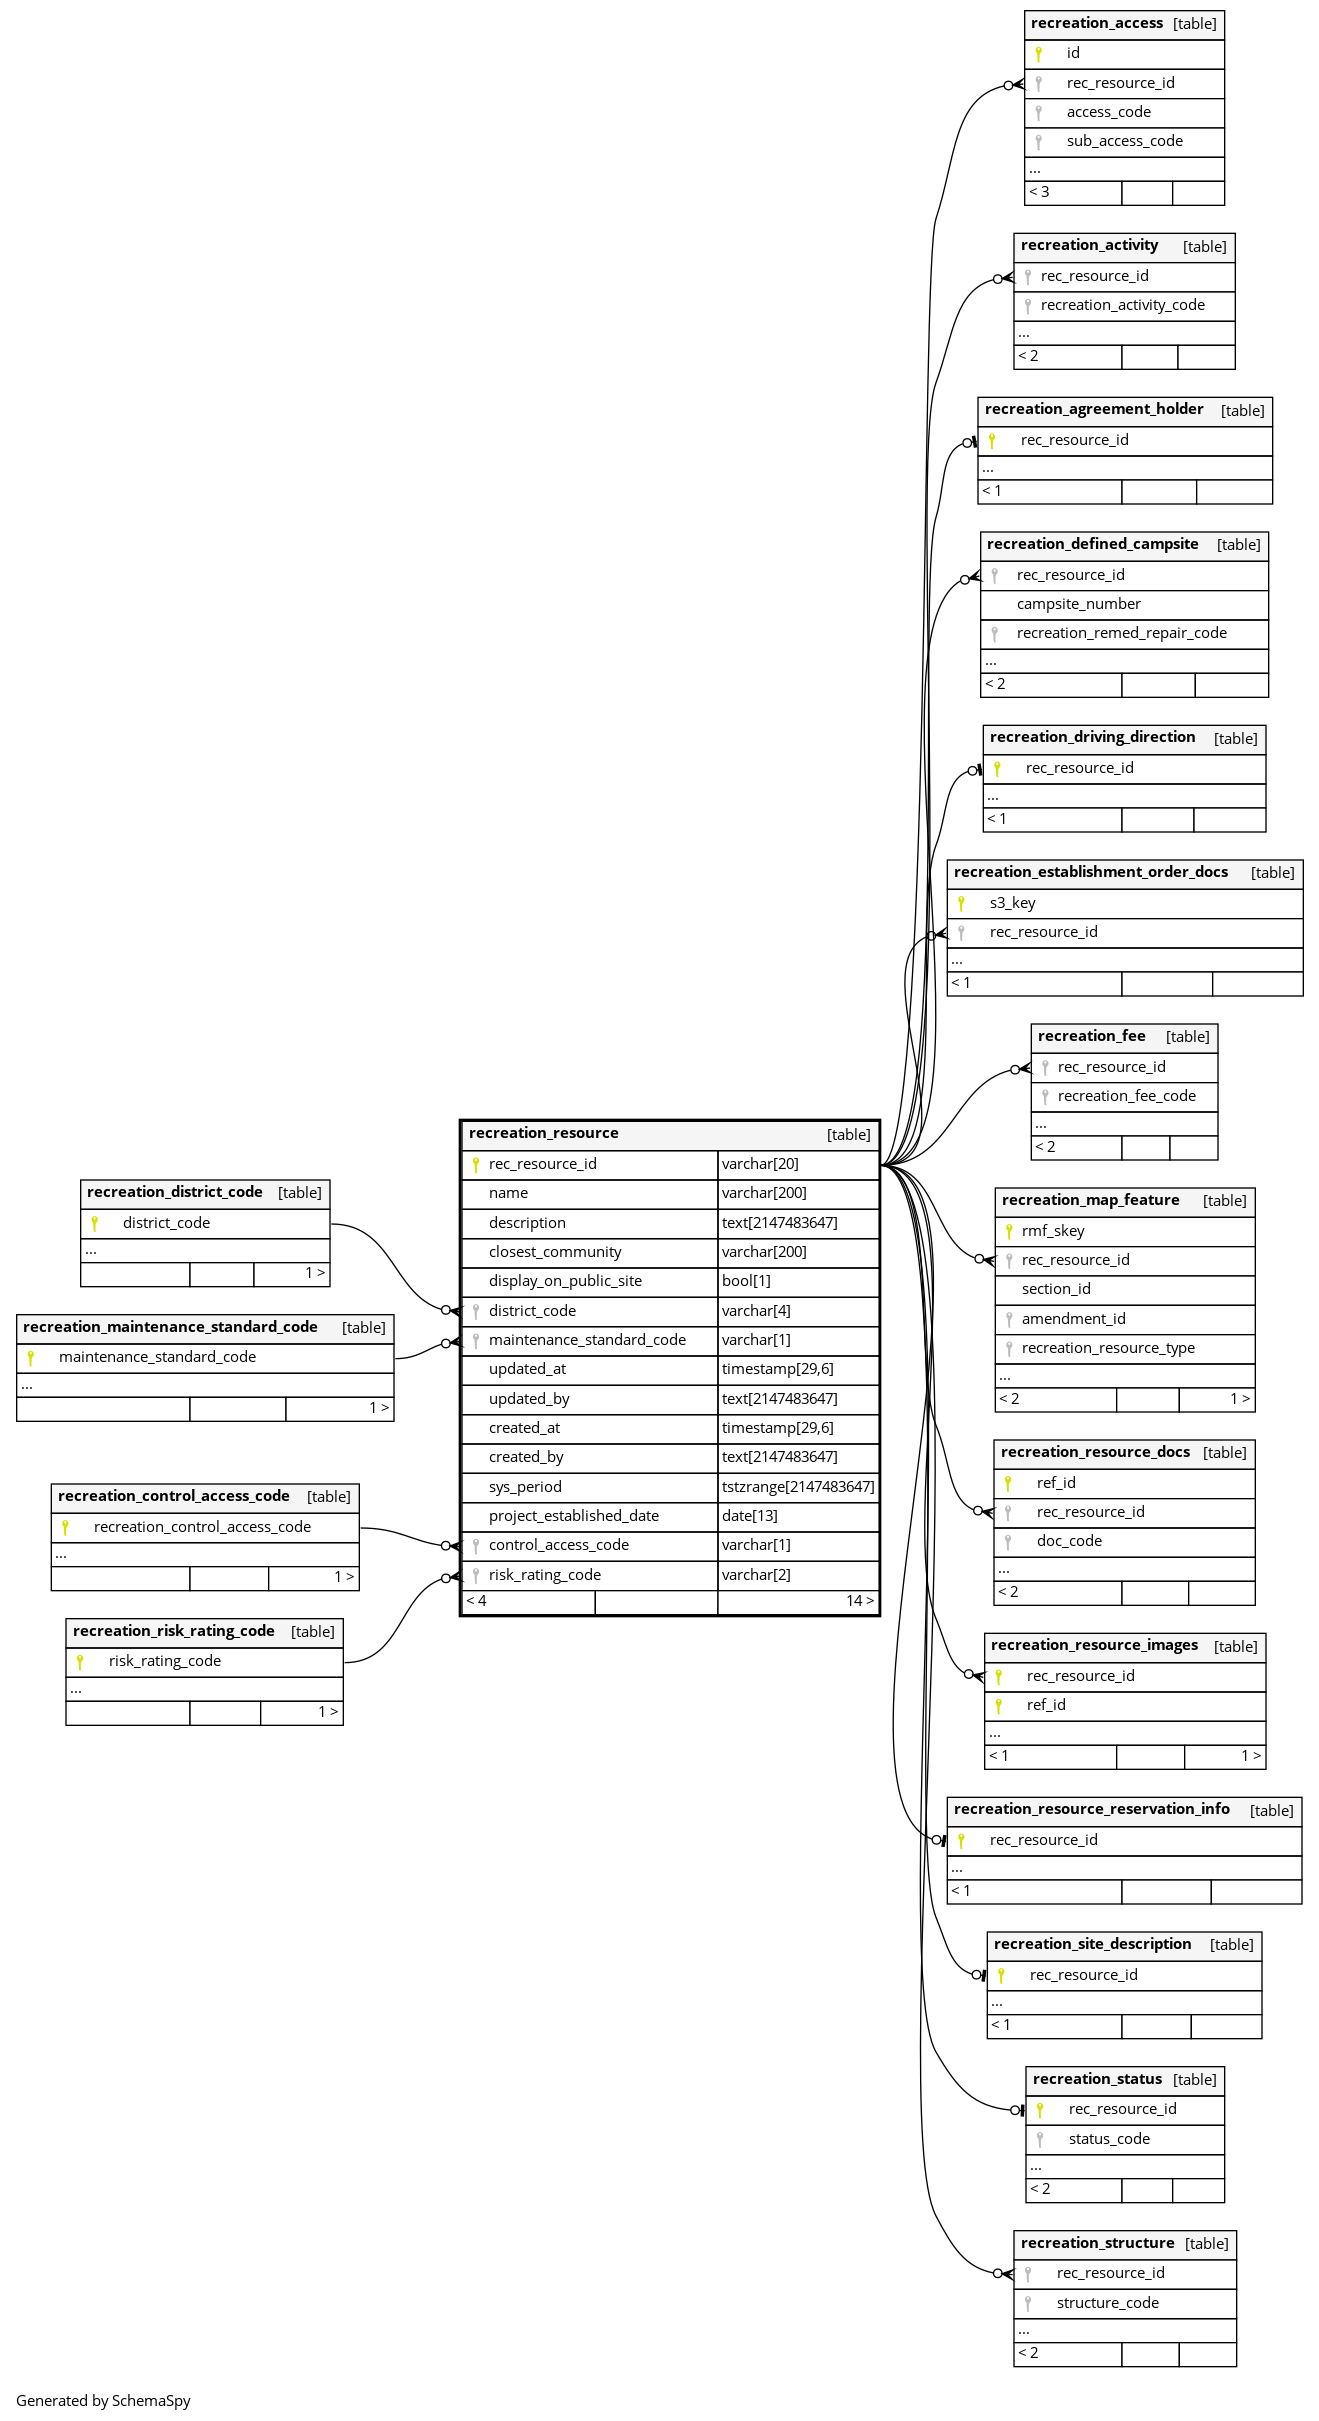 recreation_access [table]
id
rec_resource_id
access_code
sub_access_code
...
< 3
recreation_activity [table]
rec_resource_id
recreation_activity_code
...
< 2
recreation_agreement_holder [table]
rec_resource_id
...
< 1
recreation_defined_campsite [table]
rec_resource_id
campsite_number
recreation_remed_repair_code
...
< 2
recreation_driving_direction [table]
rec_resource_id
...
< 1
recreation_establishment_order_docs [table]
s3_key
rec_resource_id
...
< 1
recreation_fee [table]
rec_resource_id
recreation_fee_code
...
< 2
recreation_resource [table]
rec_resource_id varchar[20]
name varchar[200]
description text[2147483647]
closest_community varchar[200]
display_on_public_site bool[1]
district_code varchar[4]
maintenance_standard_code varchar[1]
updated_at timestamp[29,6]
updated_by text[2147483647]
created_at timestamp[29,6]
created_by text[2147483647]
sys_period tstzrange[2147483647]
project_established_date date[13]
control_access_code varchar[1]
risk_rating_code varchar[2]
< 4 14 >
recreation_district_code [table]
district_code
...
1 >
recreation_maintenance_standard_code [table]
maintenance_standard_code
...
1 >
recreation_control_access_code [table]
recreation_control_access_code
...
1 >
recreation_risk_rating_code [table]
risk_rating_code
...
1 >
recreation_map_feature [table]
rmf_skey
rec_resource_id
section_id
amendment_id
recreation_resource_type
...
< 2 1 >
recreation_resource_docs [table]
ref_id
rec_resource_id
doc_code
...
< 2
recreation_resource_images [table]
rec_resource_id
ref_id
...
< 1 1 >
recreation_resource_reservation_info [table]
rec_resource_id
...
< 1
recreation_site_description [table]
rec_resource_id
...
< 1
recreation_status [table]
rec_resource_id
status_code
...
< 2
recreation_structure [table]
rec_resource_id
structure_code
...
< 2
Generated by SchemaSpy